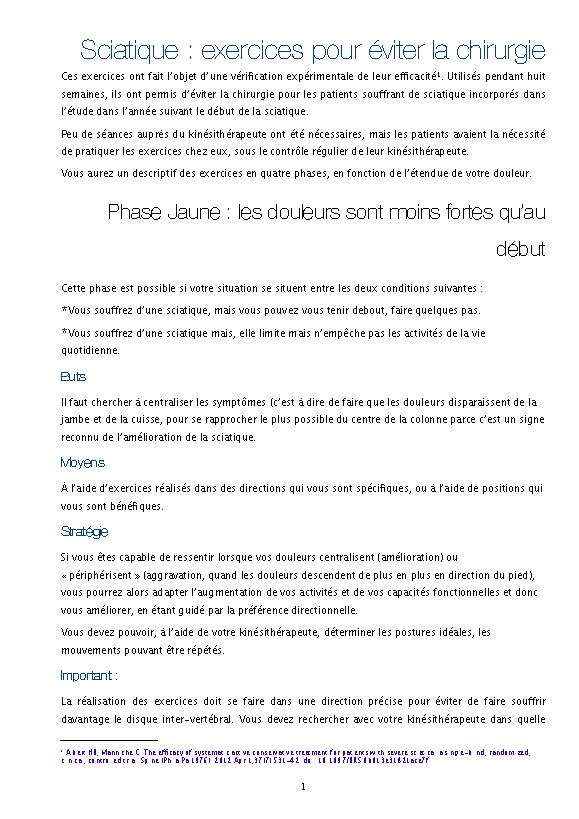 Sciatique : exercices pour éviter la chirurgie
Ces exercices ont fait l'objet d'une vérification expérimentale de leur efficacité¹. Utilisés pendant huit
semaines, ils ont permis d'éviter la chirurgie pour les patients souffrant de sciatique incorporés dans
l'étude dans l'année suivant le début de la sciatique.
Peu de séances auprès du kinésithérapeute ont été nécessaires, mais les patients avaient la nécessité
de pratiquer les exercices chez eux, sous le contrôle régulier de leur kinésithérapeute.
Vous aurez un descriptif des exercices en quatre phases, en fonction de l'étendue de votre douleur.
Phase Jaune : les douleurs sont moins fortes qu'au
début
Cette phase est possible si votre situation se situent entre les deux conditions suivantes :
*Vous souffrez d'une sciatique, mais vous pouvez vous tenir debout, faire quelques pas.
*Vous souffrez d'une sciatique mais, elle limite mais n'empêche pas les activités de la vie
quotidienne.
Buts
Il faut chercher à centraliser les symptômes (c'est à dire de faire que les douleurs disparaissent de la
jambe et de la cuisse, pour se rapprocher le plus possible du centre de la colonne parce c'est un signe
reconnu de l'amélioration de la sciatique.
Moyens
À l'aide d'exercices réalisés dans des directions qui vous sont spécifiques, ou à l'aide de positions qui
vous sont bénéfiques.
Stratégie
Si vous êtes capable de ressentir lorsque vos douleurs centralisent (amélioration) ou
« périphérisent » (aggravation, quand les douleurs descendent de plus en plus en direction du pied),
vous pourrez alors adapter l'augmentation de vos activités et de vos capacités fonctionnelles et donc
vous améliorer, en étant guidé par la préférence directionnelle.
Vous devez pouvoir, à l'aide de votre kinésithérapeute, déterminer les postures idéales, les
mouvements pouvant être répétés.
Important :
La réalisation des exercices doit se faire dans une direction précise pour éviter de faire souffrir
davantage le disque inter-vertébral. Vous devez rechercher avec votre kinésithérapeute dans quelle
¹ Albert HB, Manniche C. The efficacy of systematic active conservative treatment for patients with severe sciatica: a single-blind, randomized,
clinical, controlled trial. Spine (Phila Pa 1976). 2012 Apr 1;37(7):531-42. doi:
1